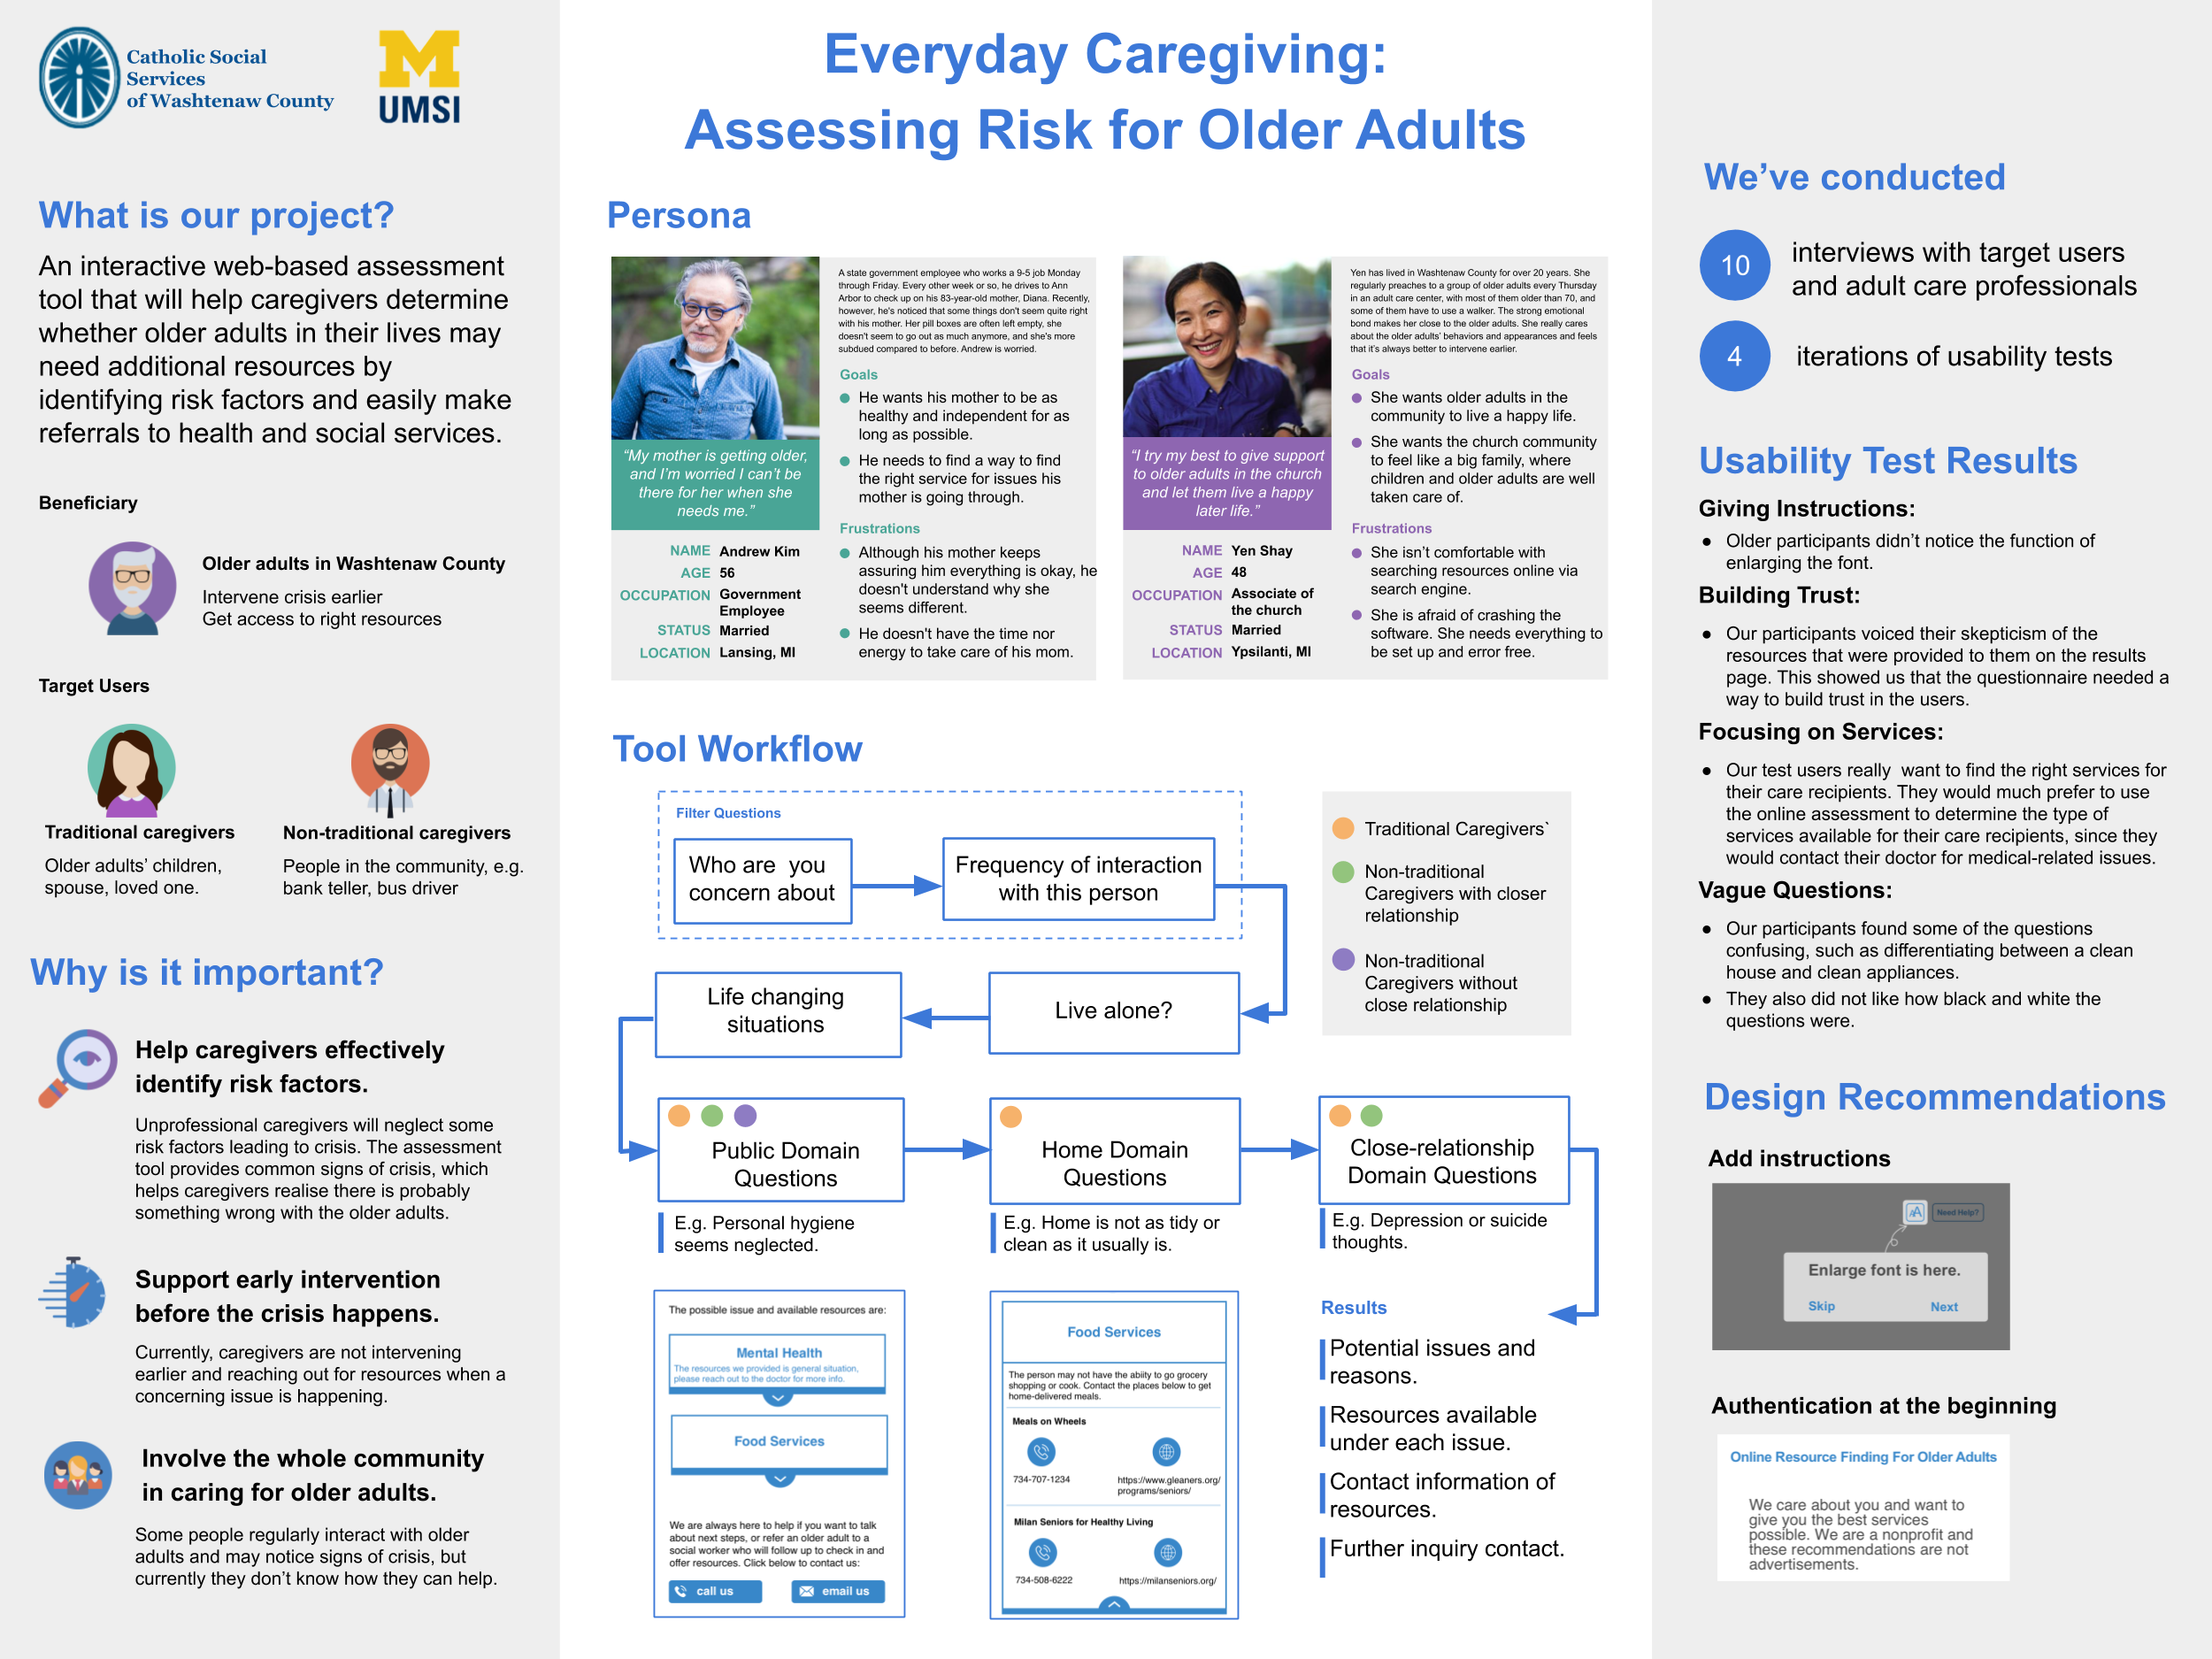 Catholic Social
Services
of Washtenaw County
M
UMSI
Everyday Caregiving:
Assessing Risk for Older Adults
What is our project?
An interactive web-based assessment
tool that will help caregivers determine
whether older adults in their lives may
need additional resources by
identifying risk factors and easily make
referrals to health and social services.
Beneficiary
Older adults in Washtenaw County
Intervene crisis earlier
Get access to right resources
Target Users
Traditional caregivers
Older adults’ children,
spouse, loved one.
Non-traditional caregivers
People in the community, e.g.
bank teller, bus driver
Why is it important?
Help caregivers effectively
identify risk factors.
Unprofessional caregivers will neglect some
risk factors leading to crisis. The assessment
tool provides common signs of crisis, which
helps caregivers realise there is probably
something wrong with the older adults.
Support early intervention
before the crisis happens.
Currently, caregivers are not intervening
earlier and reaching out for resources when a
concerning issue is happening.
Involve the whole community
in caring for older adults.
Some people regularly interact with older
adults and may notice signs of crisis, but
currently they don’t know how they can help.
Persona
“My mother is getting older,
and I’m worried I can’t be
there for her when she
needs me.”
NAME Andrew Kim
AGE 56
OCCUPATION Government
Employee
STATUS Married
LOCATION Lansing, MI
A state government employee who works a 9-5 job Monday
through Friday. Every other week or so, he drives to Ann
Arbor to check up on his 83-year-old mother, Diana. Recently,
however, he's noticed that some things don't seem quite right
with his mother. Her pill boxes are often left empty, she
doesn't seem to go out as much anymore, and she's more
subdued compared to before. Andrew is worried.
Goals
● He wants his mother to be as
healthy and independent for as
long as possible.
● He needs to find a way to find
the right service for issues his
mother is going through.
Frustrations
● Although his mother keeps
assuring him everything is okay, he
doesn't understand why she
seems different.
● He doesn't have the time nor
energy to take care of his mom.
“I try my best to give support
to older adults in the church
and let them live a happy
later life.”
NAME Yen Shay
AGE 48
OCCUPATION Associate of
the church
STATUS Married
LOCATION Ypsilanti, MI
Yen has lived in Washtenaw County for over 20 years. She
regularly preaches to a group of older adults every Thursday
in an adult care center, with most of them older than 70, and
some of them have to use a walker. The strong emotional
bond makes her close to the older adults. She really cares
about the older adults’ behaviors and appearances and feels
that it’s always better to intervene earlier.
Goals
● She wants older adults in the
community to live a happy life.
● She wants the church community
to feel like a big family, where
children and older adults are well
taken care of.
Frustrations
● She isn’t comfortable with
searching resources online via
search engine.
● She is afraid of crashing the
software. She needs everything to
be set up and error free.
Tool Workflow
Filter Questions
Who are  you
concern about
Frequency of interaction
with this person
Live alone?
Life changing
situations
Traditional Caregivers`
Non-traditional
Caregivers with closer
relationship
Non-traditional
Caregivers without
close relationship
Public Domain
Questions
E.g. Personal hygiene
seems neglected.
Home Domain
Questions
E.g. Home is not as tidy or
clean as it usually is.
Close-relationship
Domain Questions
E.g. Depression or suicide
thoughts.
The possible issue and available resources are:
Mental Health
The resources we provided is general situation,
please reach out to the doctor for more info.
Food Services
We are always here to help if you want to talk
about next steps, or refer an older adult to a
social worker who will follow up to check in and
offer resources. Click below to contact us:
call us
email us
Food Services
The person may not have the abiity to go grocery
shopping or cook. Contact the places below to get
home-delivered meals.
Meals on Wheels
734-707-1234
https://www.gleaners.org/
programs/seniors/
Milan Seniors for Healthy Living
734-508-6222
https://milanseniors.org/
Results
Potential issues and
reasons.
Resources available
under each issue.
Contact information of
resources.
Further inquiry contact.
We’ve conducted
10
interviews with target users
and adult care professionals
4
iterations of usability tests
Usability Test Results
Giving Instructions:
● Older participants didn’t notice the function of
enlarging the font.
Building Trust:
● Our participants voiced their skepticism of the
resources that were provided to them on the results
page. This showed us that the questionnaire needed a
way to build trust in the users.
Focusing on Services:
● Our test users really  want to find the right services for
their care recipients. They would much prefer to use
the online assessment to determine the type of
services available for their care recipients, since they
would contact their doctor for medical-related issues.
Vague Questions:
● Our participants found some of the questions
confusing, such as differentiating between a clean
house and clean appliances.
● They also did not like how black and white the
questions were.
Design Recommendations
Add instructions
AA
Need Help?
Enlarge font is here.
Skip
Next
Authentication at the beginning
Online Resource Finding For Older Adults
We care about you and want to
give you the best services
possible. We are a nonprofit and
these recommendations are not
advertisements.